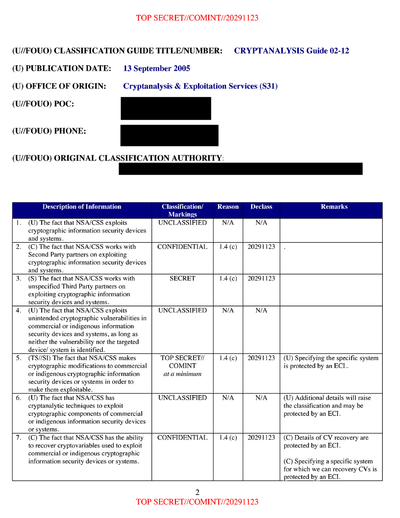 TOP SECRET//COMINT//20291123
(U//FOUO) CLASSIFICATION GUIDE TITLE/NUMBER: CRYPTANALYSIS Guide 02-12
(U) PUBLICATION DATE: 13 September 2005
(U) OFFICE OF ORIGIN: Cryptanalysis & Exploitation Services (S31)
(U//FOUO) POC:
(U//FOUO) PHONE:
(U//FOUO) ORIGINAL CLASSIFICATION AUTHORITY:
Description of Information Classification/ Reason Declass Remarks
Markings
1. (U) The fact that NSA/CSS exploits UNCLASSIFIED N/A N/A
cryptographic information security devices
and systems.
2. (C) The fact that NSA/CSS works with CONFIDENTIAL 1.4 (c) 20291123 .
Second Party partners on exploiting
cryptographic information security devices
and systems.
3. (S) The fact that NSA/CSS works with SECRET 1.4 (c) 20291123
unspecified Third Party partners on
exploiting cryptographic information
security devices and systems.
4. (U) The fact that NSA/CSS exploits UNCLASSIFIED N/A N/A
unintended cryptographic vulnerabilities in
commercial or indigenous information
security devices and systems, as long as
neither the vulnerability nor the targeted
device/ system is identified.
5. (TS//SI) The fact that NSA/CSS makes TOP SECRET// 1.4 (c) 20291123 (U) Specifying the specific system
cryptographic modifications to commercial COMINT is protected by an ECI..
or indigenous cryptographic information at a minimum
security devices or systems in order to
make them exploitable.
6. (U) The fact that NSA/CSS has UNCLASSIFIED N/A N/A (U) Additional details will raise
cryptanalytic techniques to exploit the classification and may be
cryptographic components of commercial protected by an ECI.
or indigenous information security devices
or systems.
7. (C) The fact that NSA/CSS has the ability CONFIDENTIAL 1.4 (c) 20291123 (C) Details of CV recovery are
to recover cryptovariables used to exploit protected by an ECI.
commercial or indigenous cryptographic
information security devices or systems. (C) Specifying a specific system
for which we can recovery CVs is
protected by an ECI.
2
TOP SECRET//COMINT//20291123